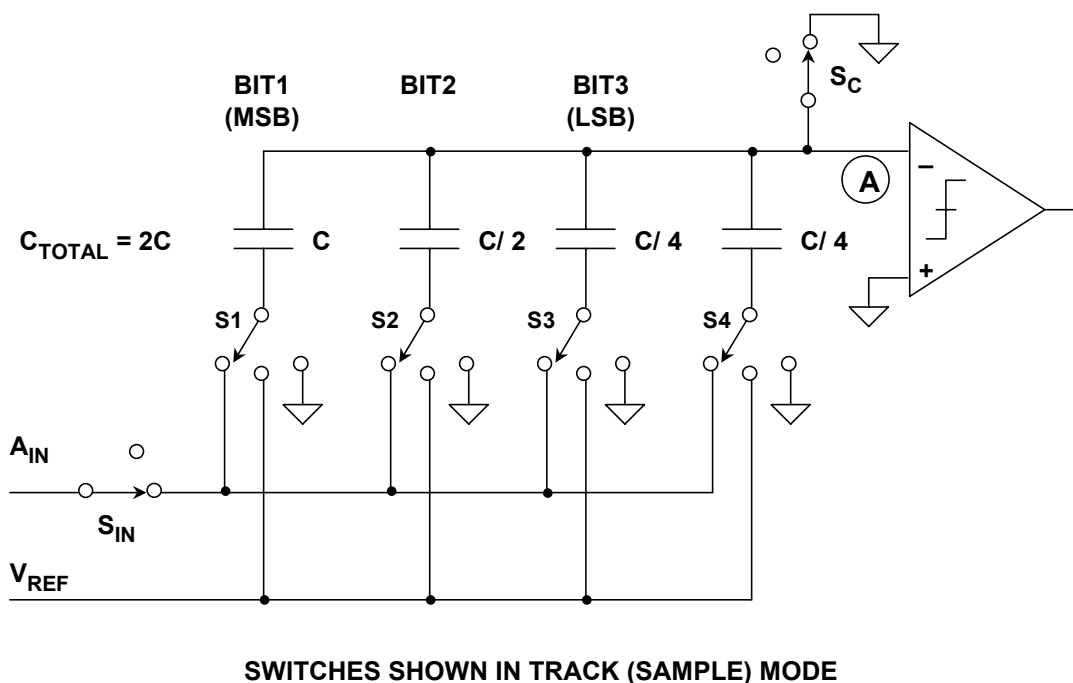 BIT1
(MSB)
BIT2
BIT3
(LSB)
S_C
A
C_TOTAL = 2C
C
C/ 2
C/ 4
C/ 4
−
+
S1
S2
S3
S4
A_IN
S_IN
V_REF
SWITCHES SHOWN IN TRACK (SAMPLE) MODE